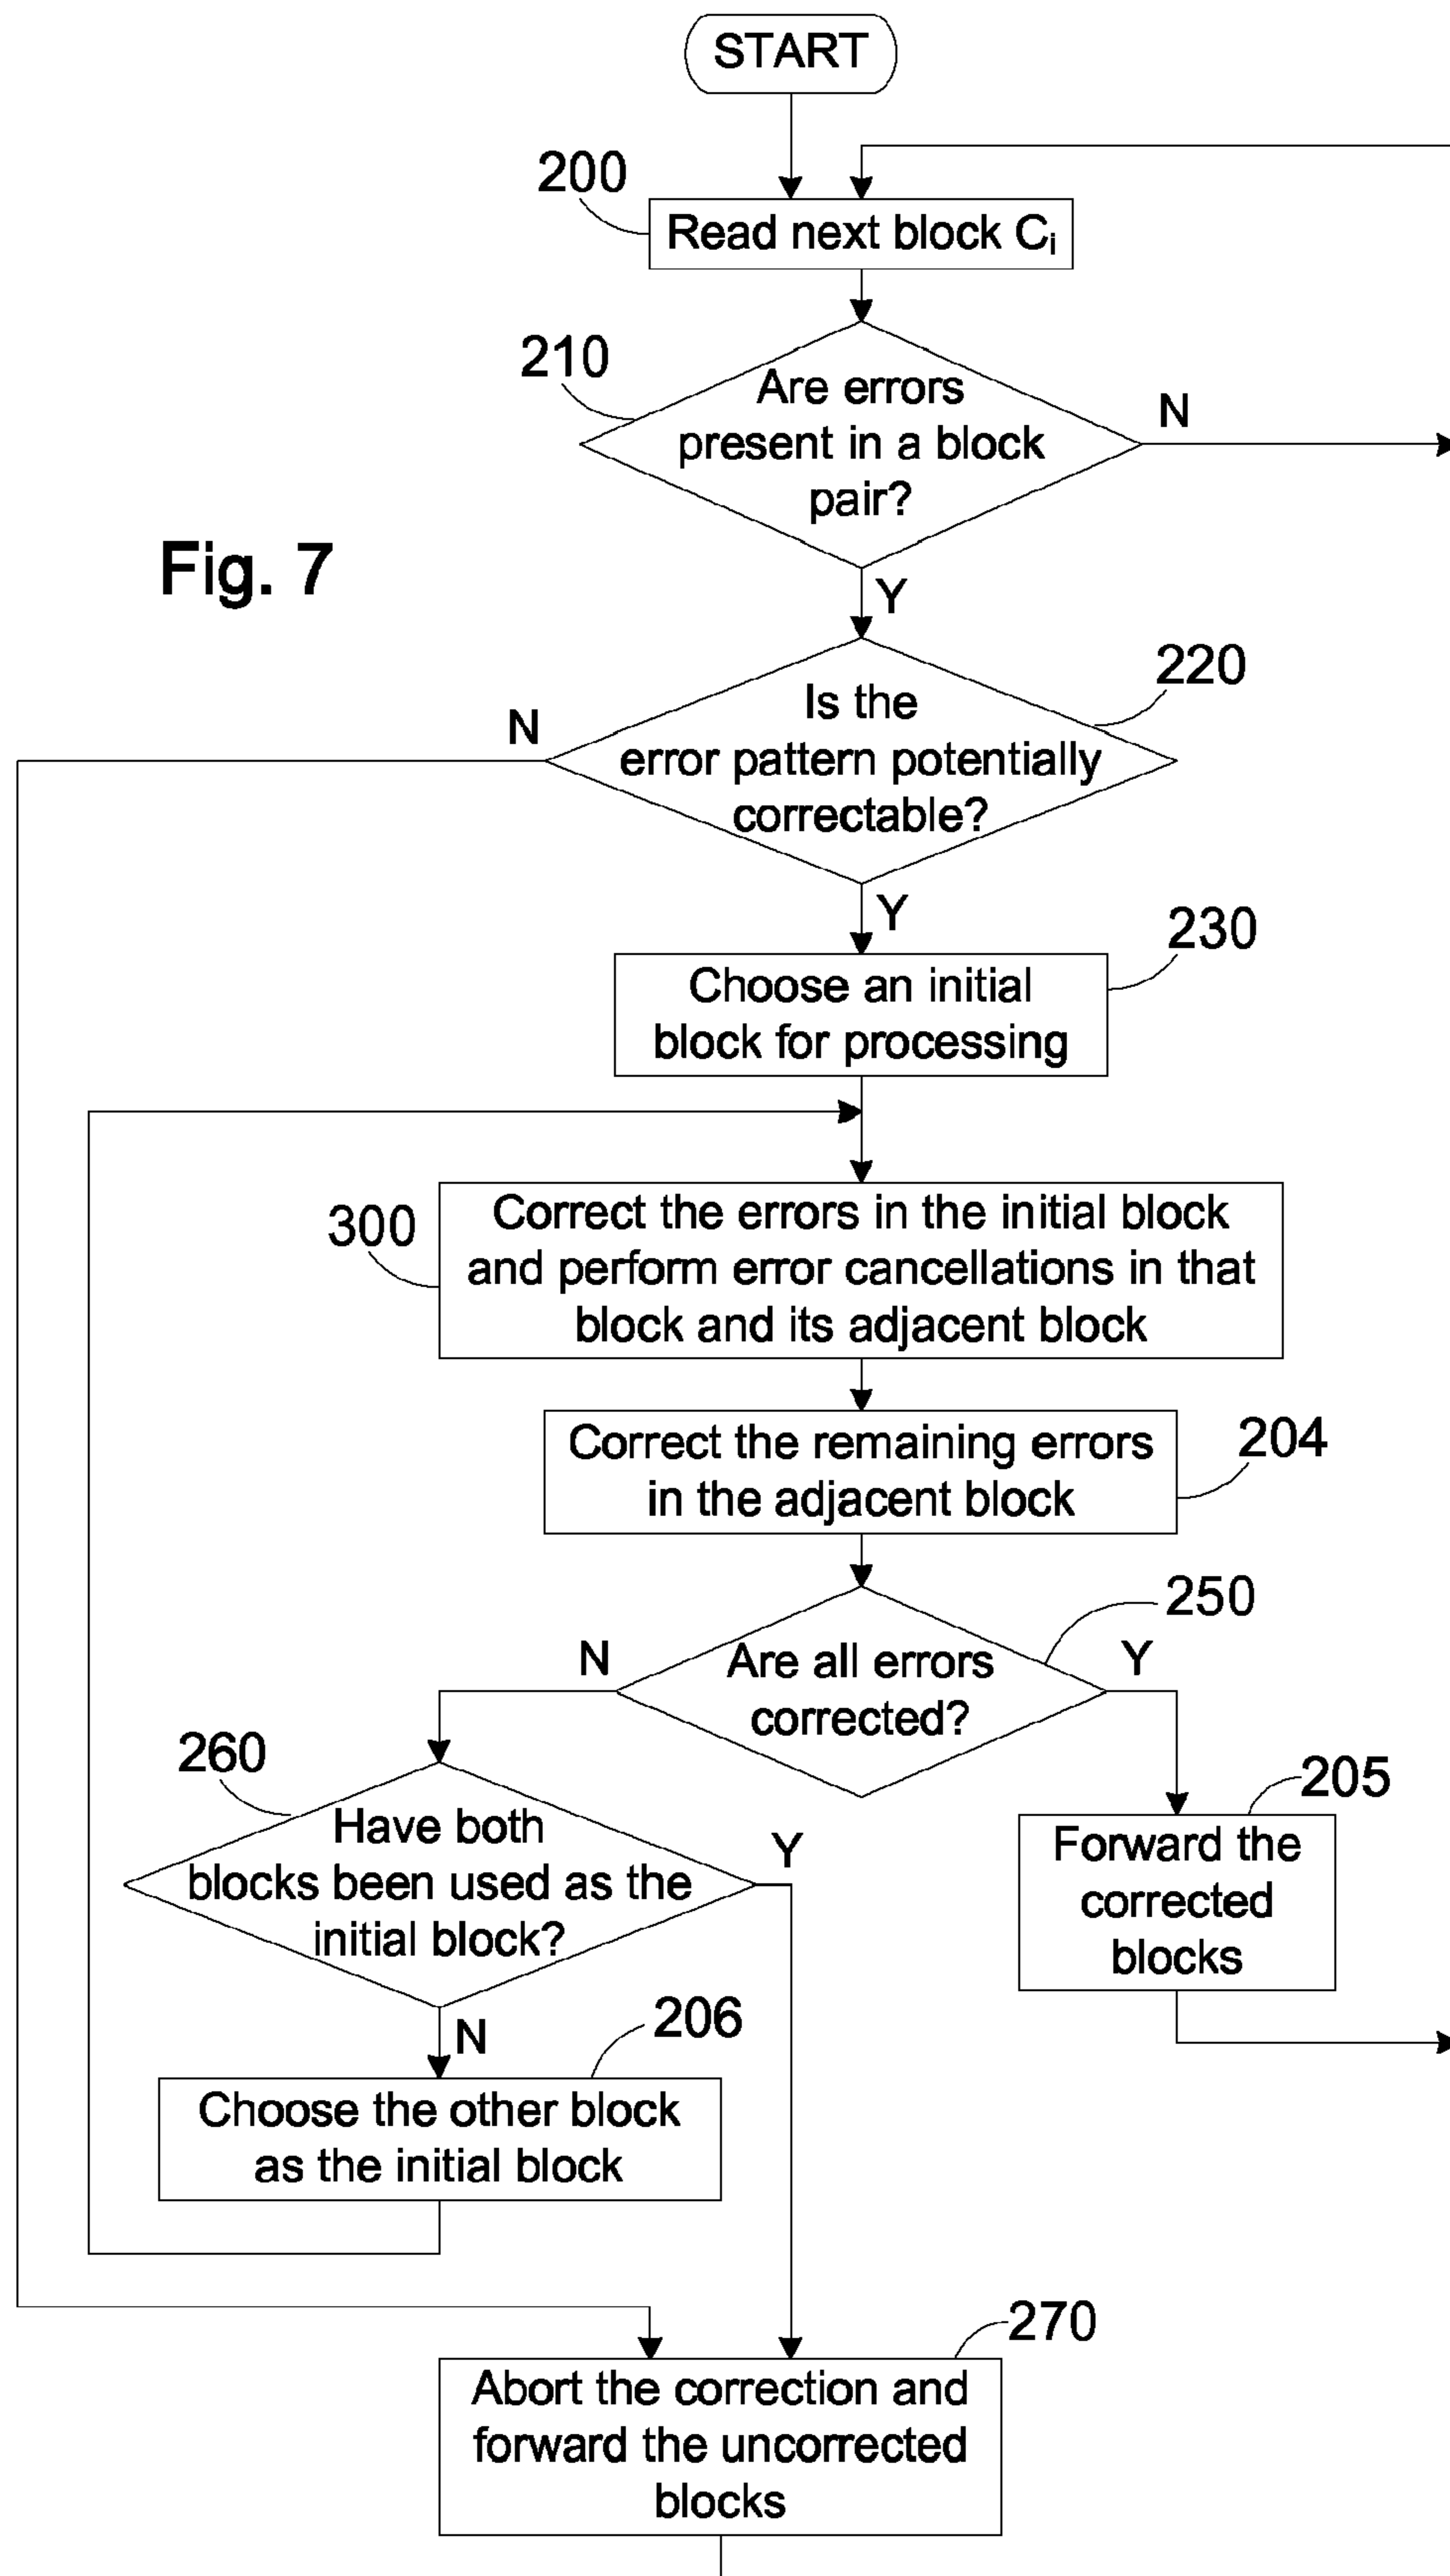 START
200
Read next block Ci
210
Are errors
present in a block
pair?
N
Fig. 7
Y
220
Is the
error pattern potentially
correctable?
N
Y
230
Choose an initial
block for processing
300
Correct the errors in the initial block
and perform error cancellations in that
block and its adjacent block
204
Correct the remaining errors
in the adjacent block
250
N
Are all errors
corrected?
Y
260
Have both
blocks been used as the
initial block?
Y
205
Forward the
corrected
blocks
N
206
Choose the other block
as the initial block
270
Abort the correction and
forward the uncorrected
blocks